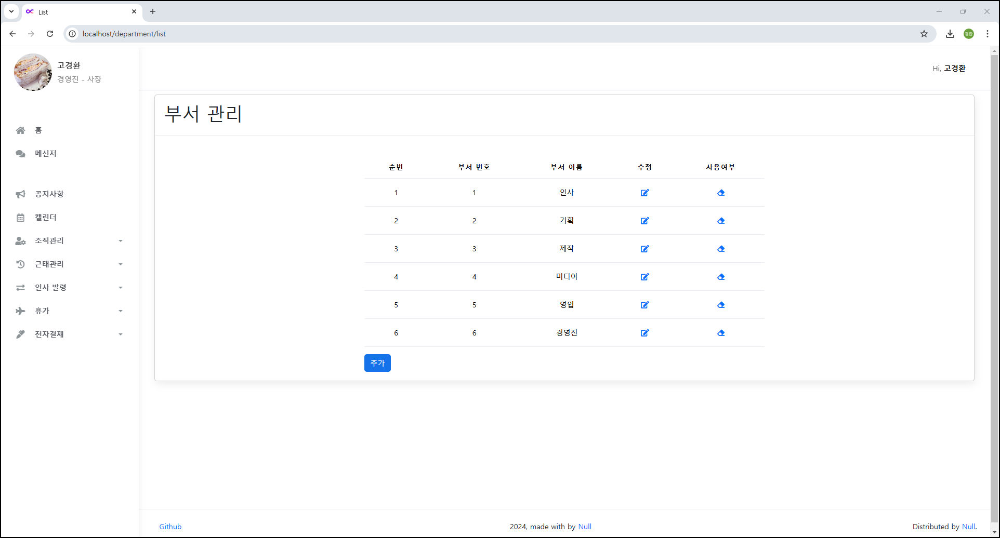 List
localhost/department/list
경환
고경환
경영진 - 사장
Hi, 고경환
홈
메신저
공지사항
캘린더
조직관리
근태관리
인사 발령
휴가
전자결재
부서 관리
순번 부서 번호 부서 이름 수정 사용여부
1 1 인사
2 2 기획
3 3 제작
4 4 미디어
5 5 영업
6 6 경영진
추가
Github 2024, made with by Null Distributed by Null.